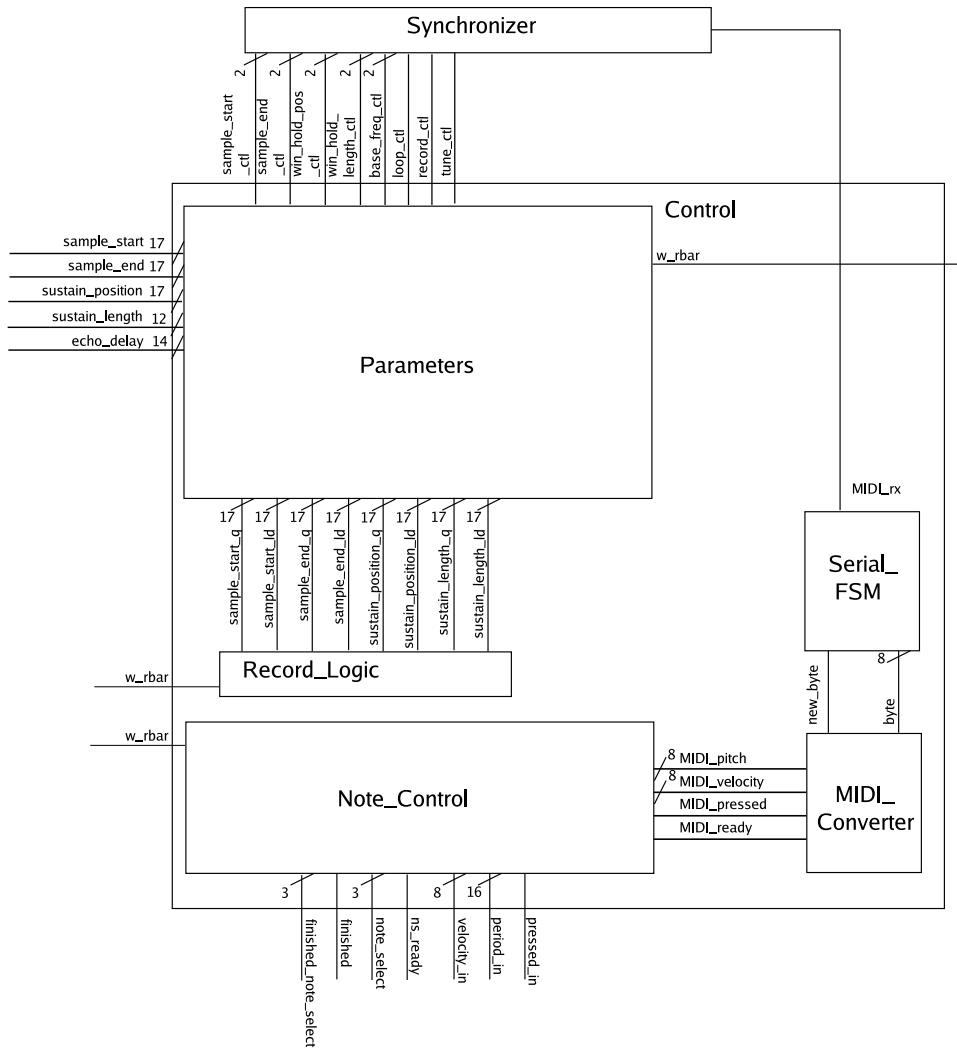 Synchronizer
2
2
2
2
2
sample_start
_ctl
sample_end
_ctl
win_hold_pos
_ctl
win_hold_
length_ctl
base_freq_ctl
loop_ctl
record_ctl
tune_ctl
Control
sample_start 17
sample_end 17
sustain_position 17
sustain_length 12
echo_delay 14
w_rbar
Parameters
MIDI_rx
17
17
17
17
17
17
17
17
sample_start_q
sample_start_ld
sample_end_q
sample_end_ld
sustain_position_q
sustain_position_ld
sustain_length_q
sustain_length_ld
Serial_
FSM
8
new_byte
byte
Record_Logic
w_rbar
w_rbar
Note_Control
8 MIDI_pitch
8 MIDI_velocity
MIDI_pressed
MIDI_ready
MIDI_
Converter
3
3
8
16
finished_note_select
finished
note_select
ns_ready
velocity_in
period_in
pressed_in